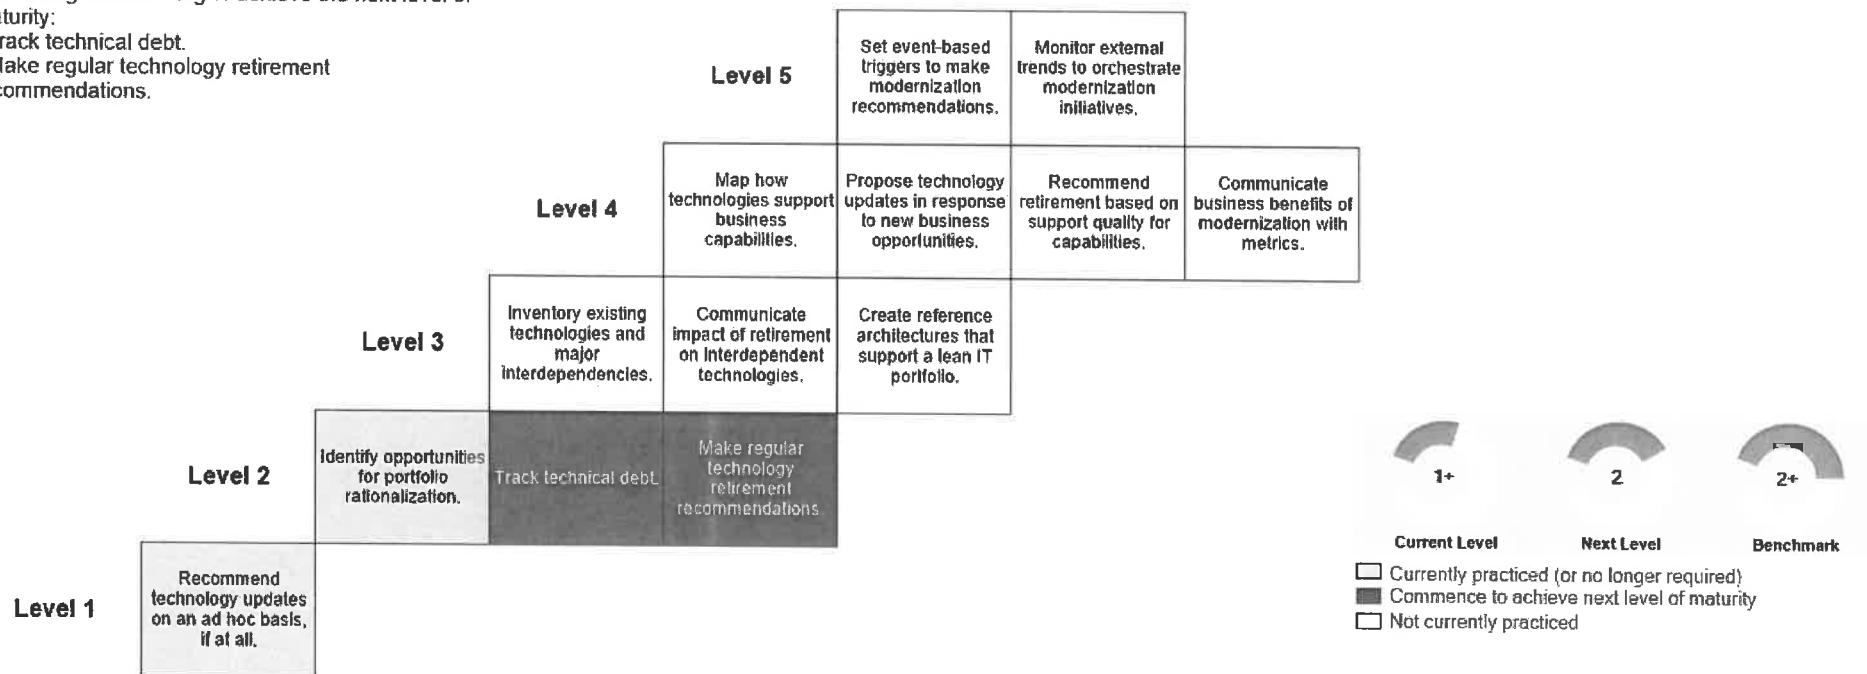 turity:
rack technical debt.
lake regular technology retirement
commendations.
Level 5
Set event-based
triggers to make
modernization
recommendations.
Monitor external
trends to orchestrate
modernization
initiatives.
Level 4
Map how
technologies support
business
capabilities.
Propose technology
updates in response
to new business
opportunities.
Recommend
retirement based on
support quality for
capabilities.
Communicate
business benefits of
modernization with
metrics.
Level 3
Inventory existing
technologies and
major
interdependencies.
Communicate
impact of retirement
on interdependent
technologies.
Create reference
architectures that
support a lean IT
portfolio.
Level 2
Identify opportunities
for portfolio
rationalization.
Track technical debt.
Make regular
technology
retirement
recommendations
Level 1
Recommend
technology updates
on an ad hoc basis,
if at all.
1+
2
2+
Current Level
Next Level
Benchmark
Currently practiced (or no longer required)
Commence to achieve next level of maturity
Not currently practiced